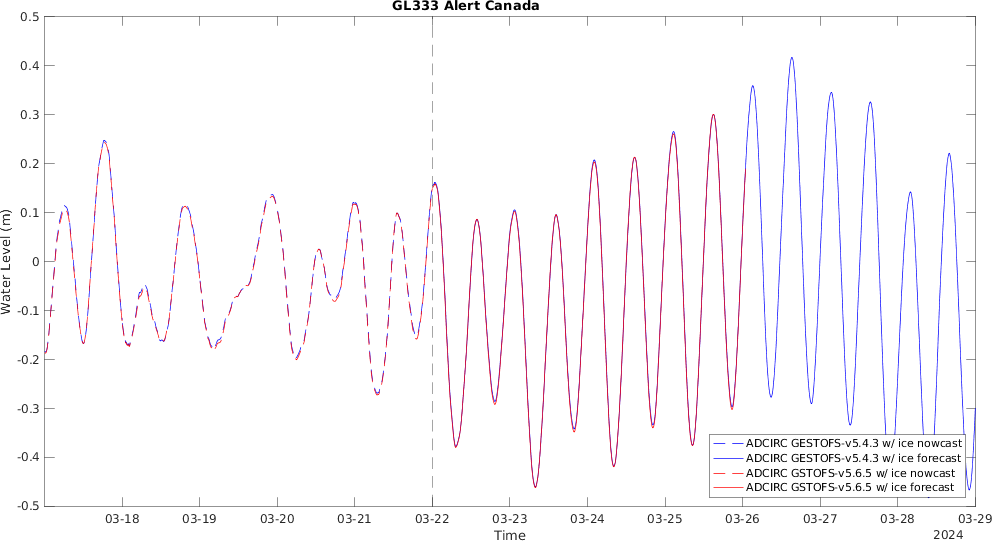 GL333 Alert Canada
0.5
0.4
0.3
0.2
0.1
0
-0.1
-0.2
-0.3
-0.4
-0.5
Water Level (m)
ADCIRC GESTOFS-v5.4.3 w/ ice nowcast
ADCIRC GESTOFS-v5.4.3 w/ ice forecast
ADCIRC GSTOFS-v5.6.5 w/ ice nowcast
ADCIRC GSTOFS-v5.6.5 w/ ice forecast
03-18 03-19 03-20 03-21 03-22 03-23 03-24 03-25 03-26 03-27 03-28 03-29
Time
2024